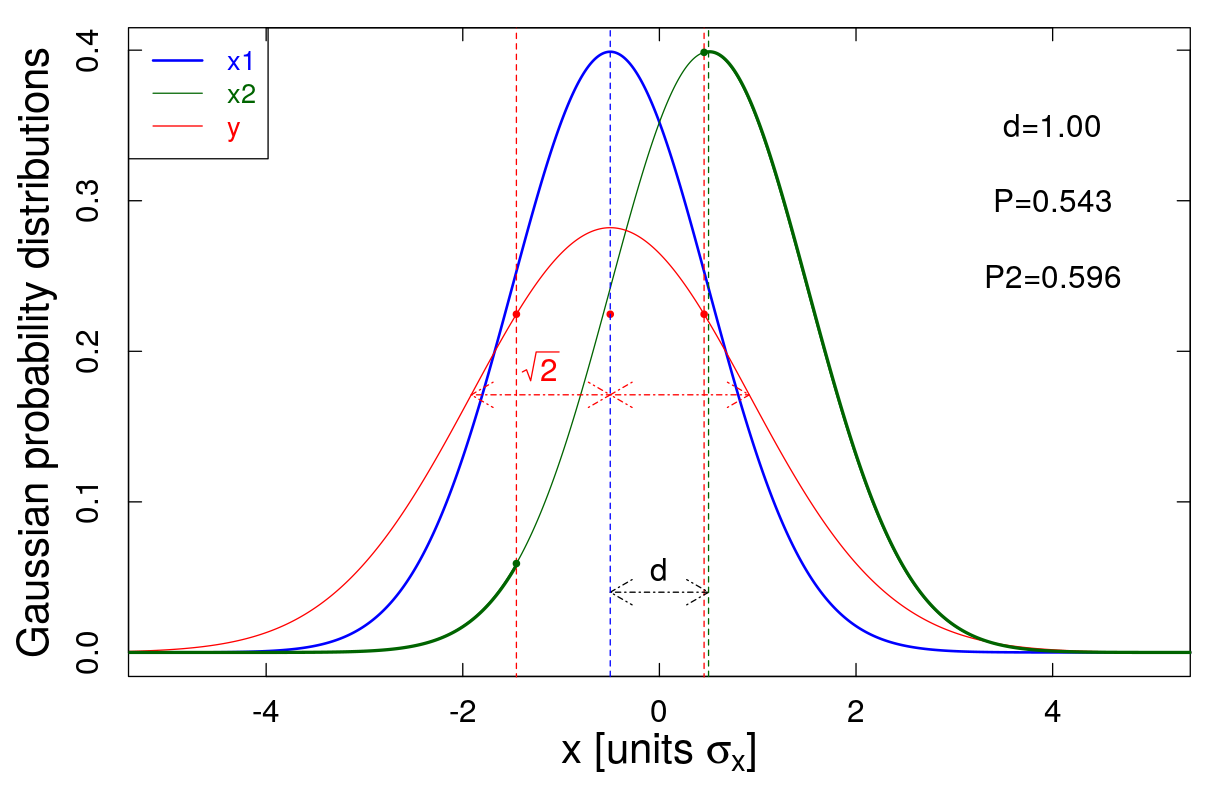 Gaussian probability distributions
0.4
0.3
0.2
0.1
0.0
x1
x2
y
d=1.00
P=0.543
P2=0.596
√2
d
-4 -2 0 2 4
x [units σx]